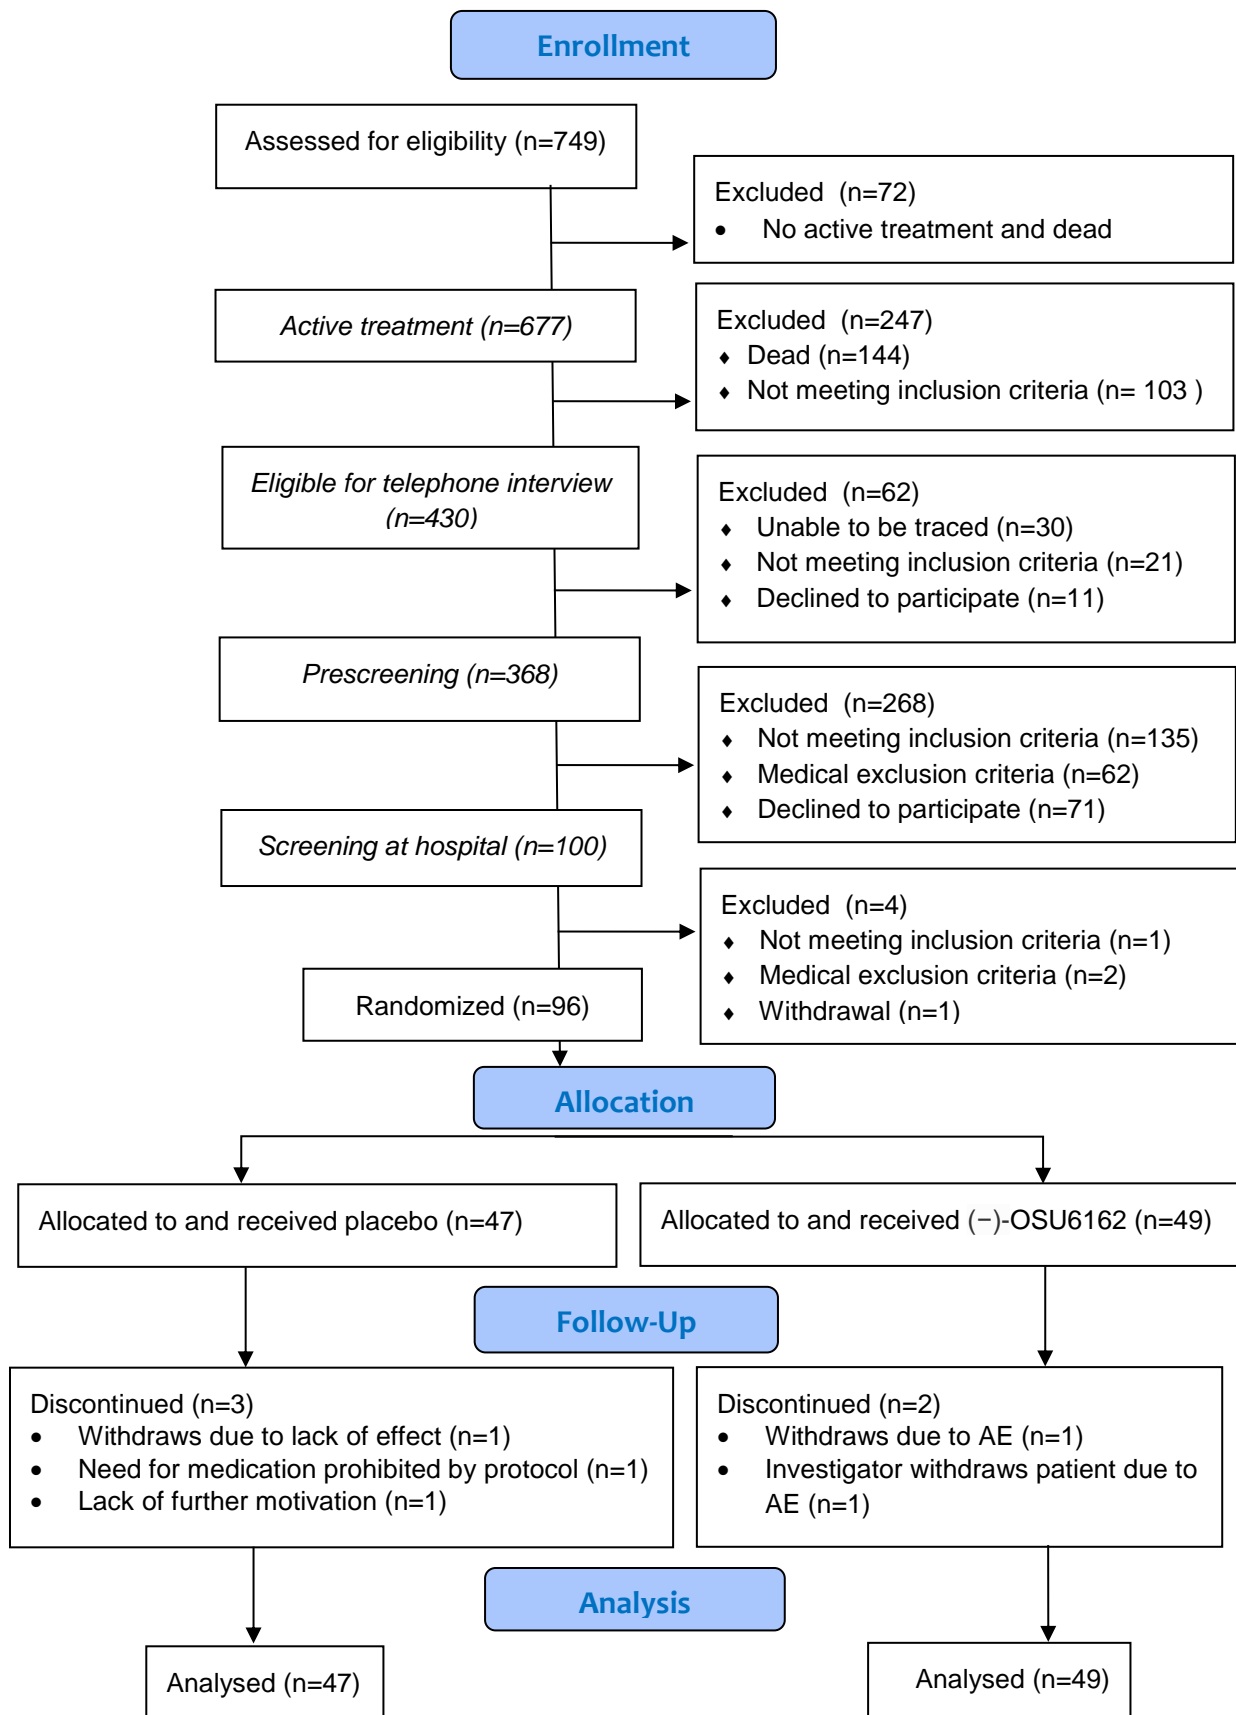 Enrollment
Assessed for eligibility (n=749)
Excluded (n=72)
• No active treatment and dead
Active treatment (n=677)
Excluded (n=247)
♦ Dead (n=144)
♦ Not meeting inclusion criteria (n= 103 )
Eligible for telephone interview
(n=430)
Excluded (n=62)
♦ Unable to be traced (n=30)
♦ Not meeting inclusion criteria (n=21)
♦ Declined to participate (n=11)
Prescreening (n=368)
Excluded (n=268)
♦ Not meeting inclusion criteria (n=135)
♦ Medical exclusion criteria (n=62)
♦ Declined to participate (n=71)
Screening at hospital (n=100)
Excluded (n=4)
♦ Not meeting inclusion criteria (n=1)
♦ Medical exclusion criteria (n=2)
♦ Withdrawal (n=1)
Randomized (n=96)
Allocation
Allocated to and received placebo (n=47)
Allocated to and received (−)-OSU6162 (n=49)
Follow-Up
Discontinued (n=3)
• Withdraws due to lack of effect (n=1)
• Need for medication prohibited by protocol (n=1)
• Lack of further motivation (n=1)
Discontinued (n=2)
• Withdraws due to AE (n=1)
• Investigator withdraws patient due to
AE (n=1)
Analysis
Analysed (n=47)
Analysed (n=49)